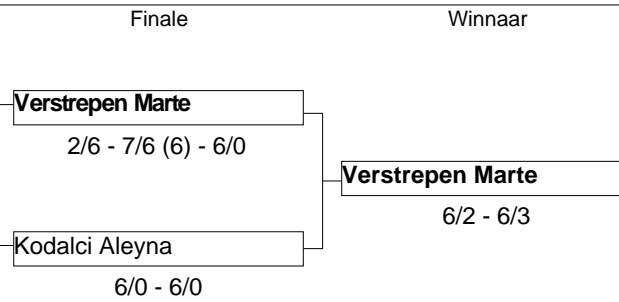 Finale
Winnaar
Verstrepen Marte
2/6 - 7/6 (6) - 6/0
Verstrepen Marte
6/2 - 6/3
Kodalci Aleyna
6/0 - 6/0